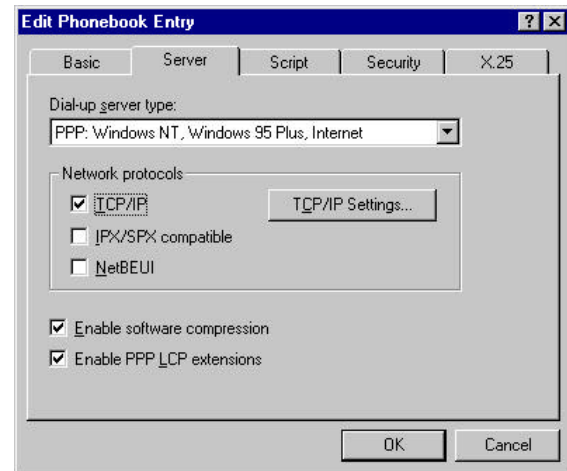 Edit Phonebook Entry
Basic Server Script Security X.25
Dial-up server type:
PPP: Windows NT, Windows 95 Plus, Internet
Network protocols
TCP/IP TCP/IP Settings...
IPX/SPX compatible
NetBEUI
Enable software compression
Enable PPP LCP extensions
OK Cancel